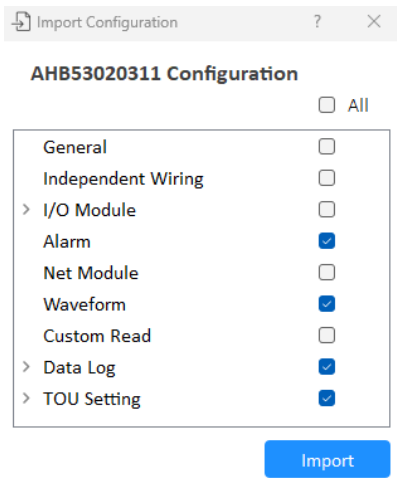 Import Configuration ?
AHB53020311 Configuration
All
General
Independent Wiring
I/O Module
Alarm
Net Module
Waveform
Custom Read
Data Log
TOU Setting
Import